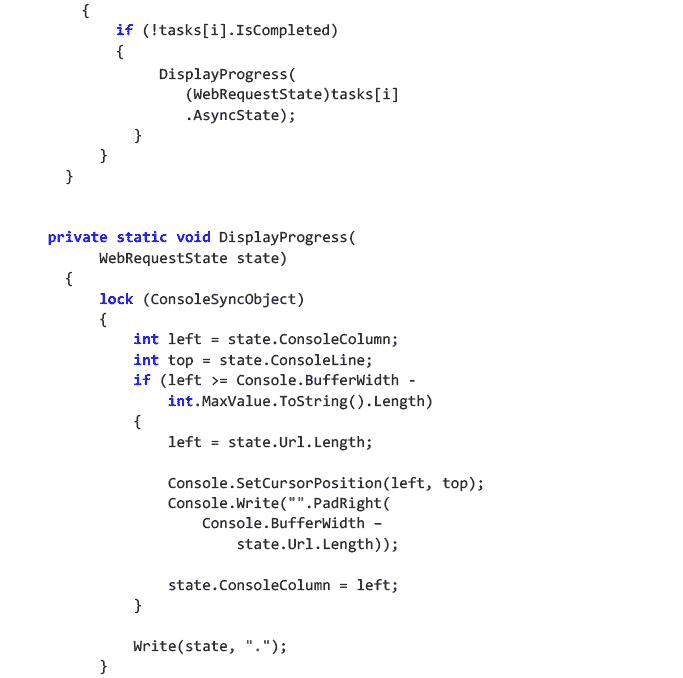 {
if (!tasks[i].IsCompleted)
{
DisplayProgress(
(WebRequestState)tasks[i]
.AsyncState);
}
}
}
private static void DisplayProgress(
WebRequestState state)
{
lock (ConsoleSyncObject)
{
int left = state.ConsoleColumn;
int top = state.ConsoleLine;
if (left >= Console.BufferWidth -
int.MaxValue.ToString().Length)
{
left = state.Url.Length;
Console.SetCursorPosition(left, top);
Console.Write("".PadRight(
Console.BufferWidth –
state.Url.Length));
state.ConsoleColumn = left;
}
Write(state, ".");
}